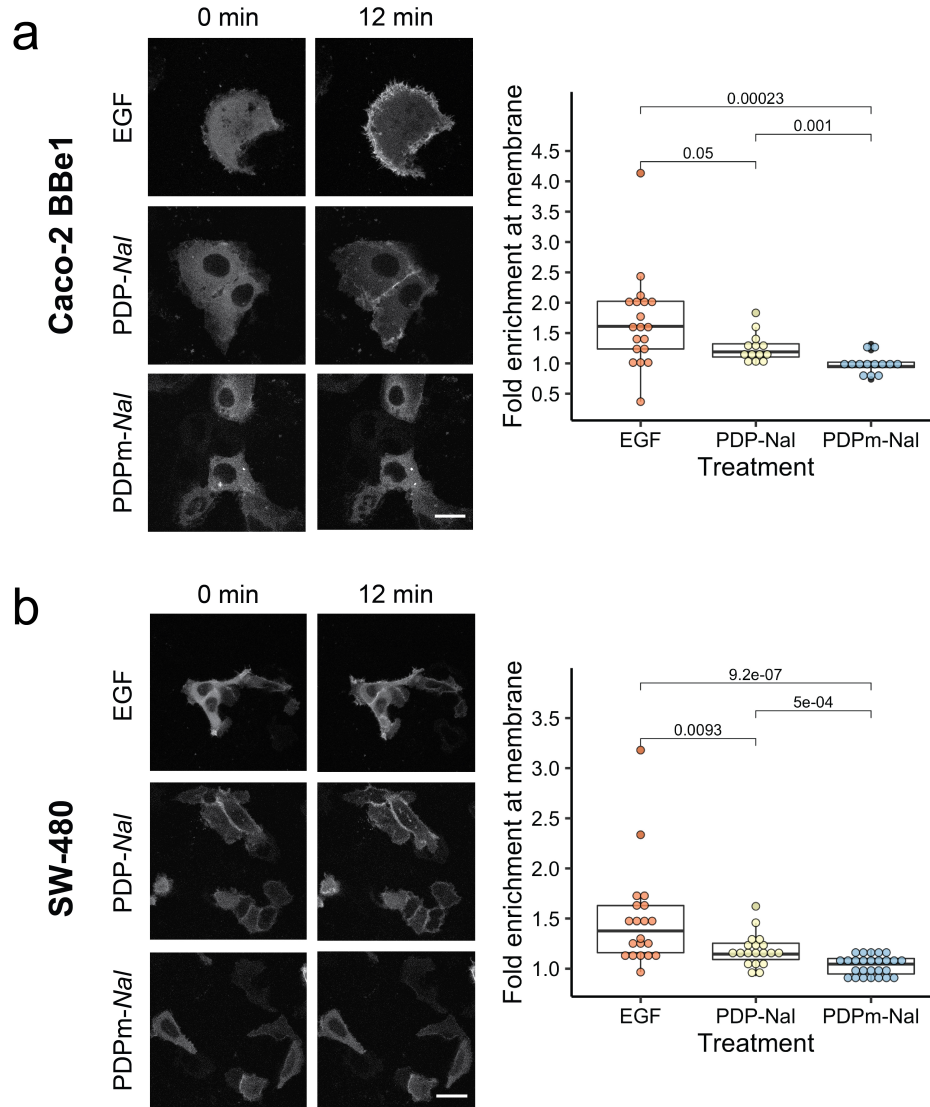 a
0 min 12 min
Caco-2 BBe1
EGF
PDP-Nal
PDPm-Nal
Fold enrichment at membrane
0.00023
0.001
0.05
4.5
4.0
3.5
3.0
2.5
2.0
1.5
1.0
0.5
EGF PDP-Nal PDPm-Nal
Treatment
b
0 min 12 min
SW-480
EGF
PDP-Nal
PDPm-Nal
Fold enrichment at membrane
9.2e-07
5e-04
0.0093
3.5
3.0
2.5
2.0
1.5
1.0
EGF PDP-Nal PDPm-Nal
Treatment